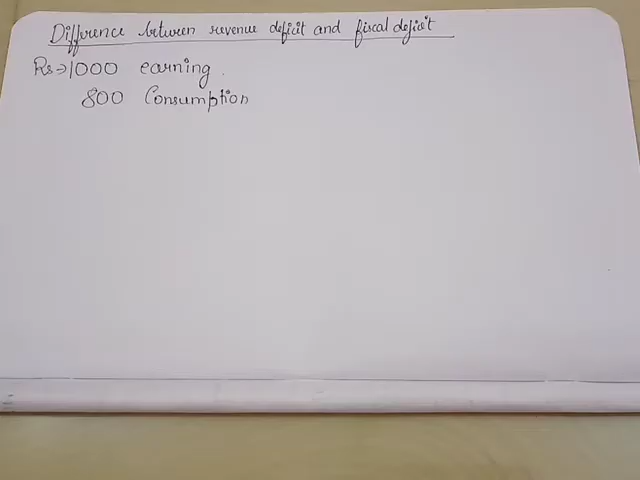 Difference between revenue deficit and fiscal deficit
Rs→1000 earning
800 Consumption